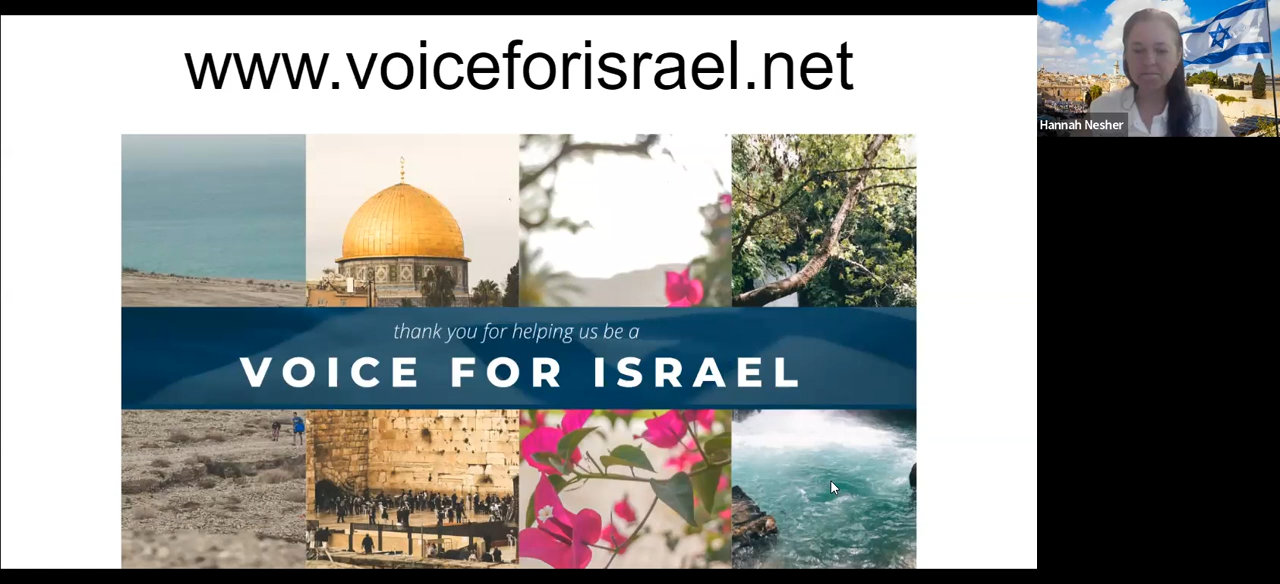 www.voiceforisrael.net
Hannah Nesher
thank you for helping us be a
VOICE FOR ISRAEL